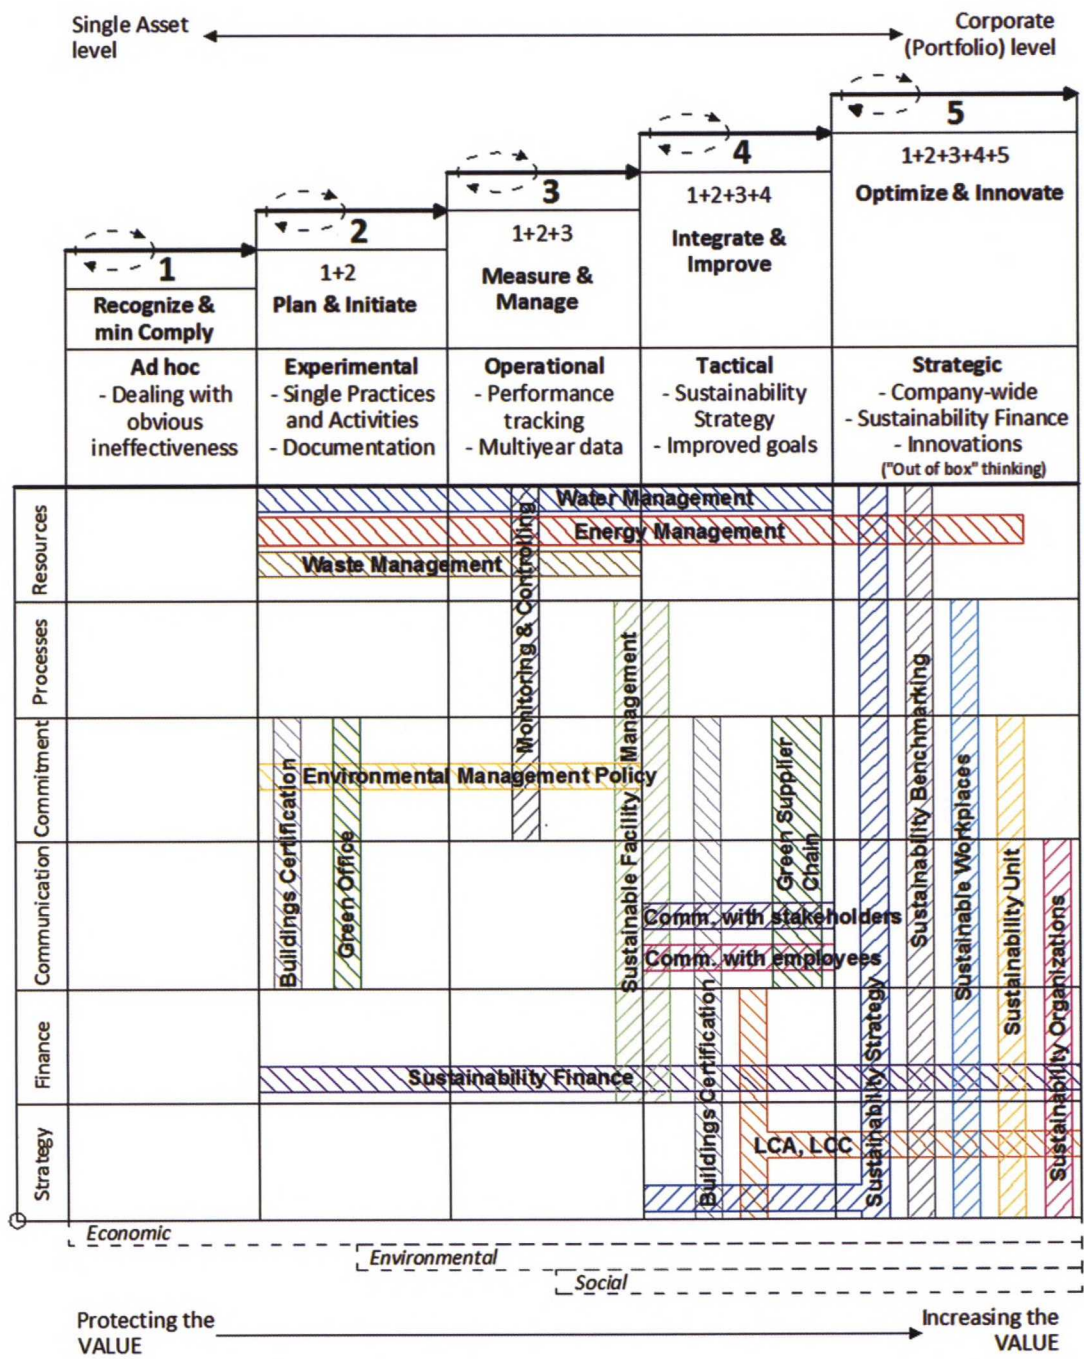 Single Asset
level
Corporate
(Portfolio) level
5
1+2+3+4+5
Optimize & Innovate
4
1+2+3+4
Integrate &
Improve
3
1+2+3
Measure &
Manage
2
1+2
Plan & Initiate
1
Recognize &
min Comply
Ad hoc
- Dealing with
obvious
ineffectiveness
Experimental
- Single Practices
and Activities
- Documentation
Operational
- Performance
tracking
- Multiyear data
Tactical
- Sustainability
Strategy
- Improved goals
Strategic
- Company-wide
- Sustainability Finance
- Innovations
("Out of box" thinking)
Resources
Processes
Commitment
Communication
Finance
Strategy
Water Management
Energy Management
Waste Management
Monitoring & Controlling
Environmental Management Policy
Buildings Certification
Green Office
Sustainable Facility Management
Green Supplier
Chain
Comm. with stakeholders
Comm. with employees
Buildings Certification
Sustainability Finance
LCA, LCC
Sustainability Strategy
Sustainability Benchmarking
Sustainable Workplaces
Sustainability Unit
Sustainability Organizations
Economic
Environmental
Social
Protecting the
VALUE
Increasing the
VALUE